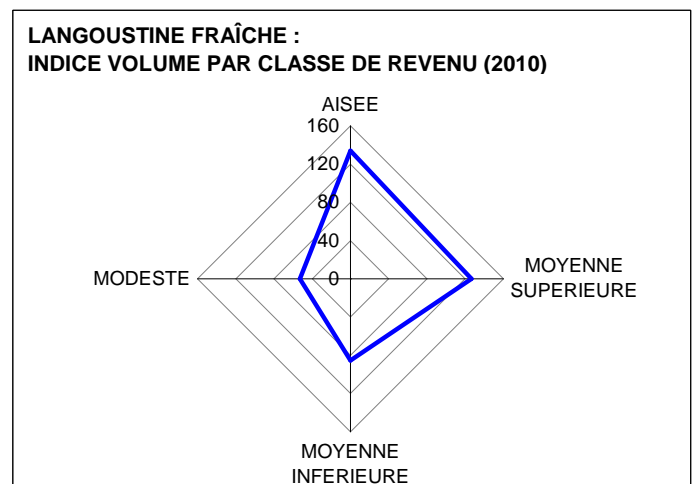 LANGOUSTINE FRAÎCHE :
INDICE VOLUME PAR CLASSE DE REVENU (2010)
AISEE
160
120
80
40
0
MODESTE
MOYENNE
SUPERIEURE
MOYENNE
INFERIEURE